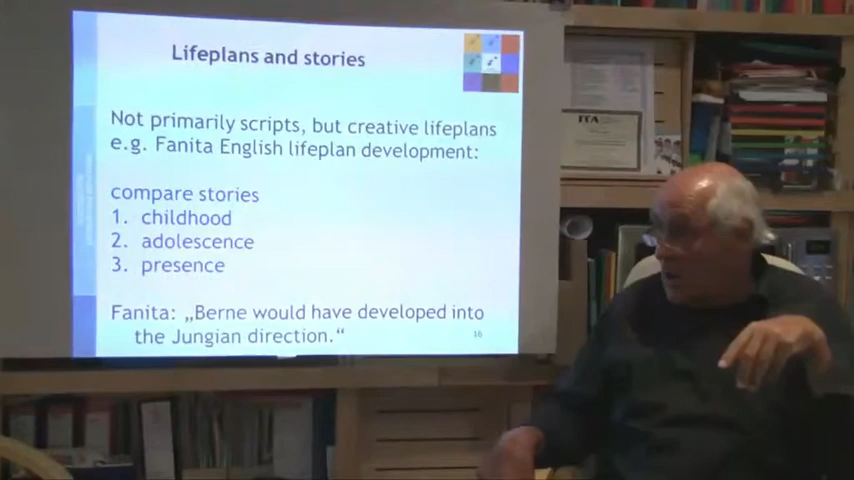 Lifeplans and stories
Not primarily scripts, but creative lifeplans
e.g. Fanita English lifeplan development:
compare stories
1. childhood
2. adolescence
3. presence
Fanita: „Berne would have developed into
the Jungian direction.“
16
ITA